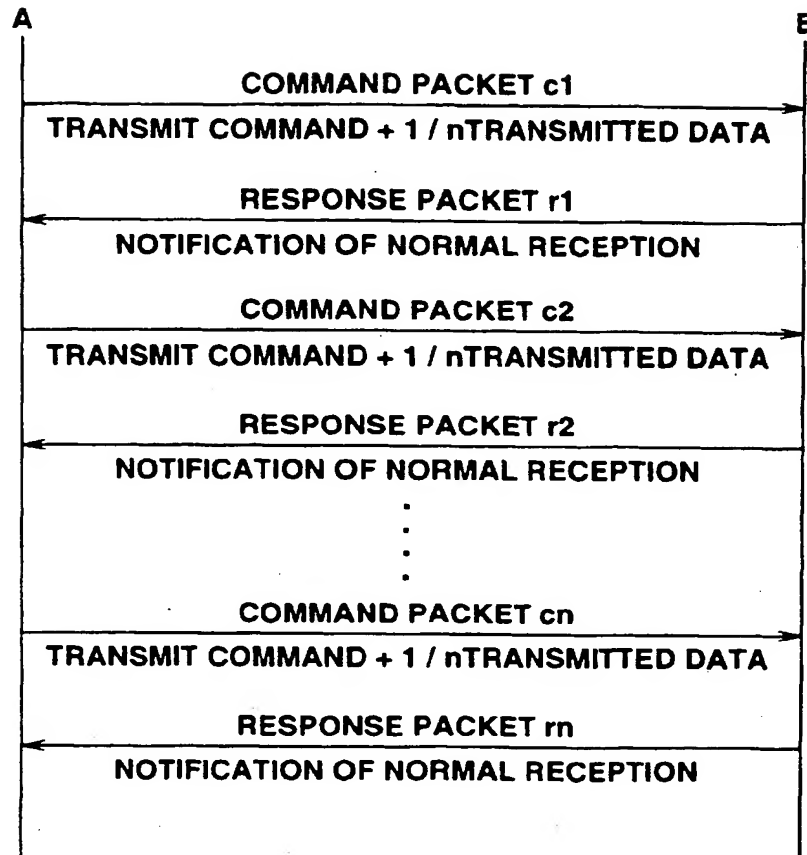 A
COMMAND PACKET c1
TRANSMIT COMMAND + 1 / nTRANSMITTED DATA
RESPONSE PACKET r1
NOTIFICATION OF NORMAL RECEPTION
COMMAND PACKET c2
TRANSMIT COMMAND + 1 / nTRANSMITTED DATA
RESPONSE PACKET r2
NOTIFICATION OF NORMAL RECEPTION
COMMAND PACKET cn
TRANSMIT COMMAND + 1 / nTRANSMITTED DATA
RESPONSE PACKET rn
NOTIFICATION OF NORMAL RECEPTION